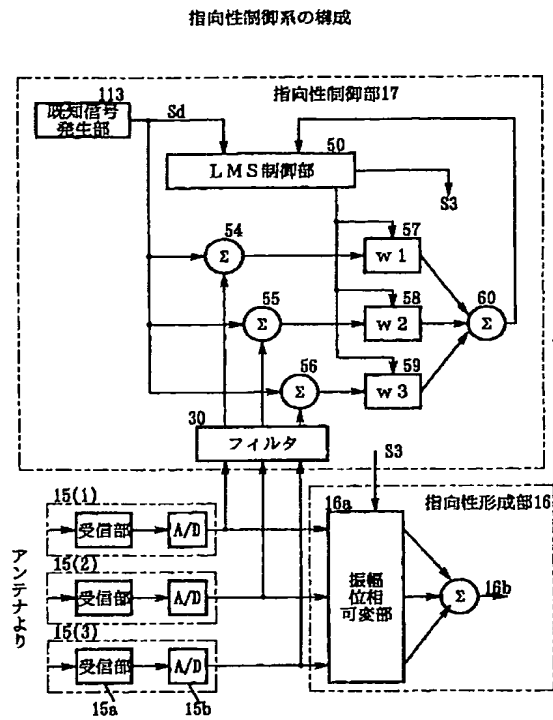 指向性制御系の構成
指向性制御部17
113
既知信号
発生部
Sd
50
LMS制御部
S3
54
Σ
57
w1
55
Σ
58
w2
60
Σ
56
Σ
59
w3
30
フィルタ
S3
指向性形成部16
16a
振幅
位相
可変部
Σ
16b
アンテナより
15(1)
受信部
A/D
15(2)
受信部
A/D
15(3)
受信部
A/D
15a
15b